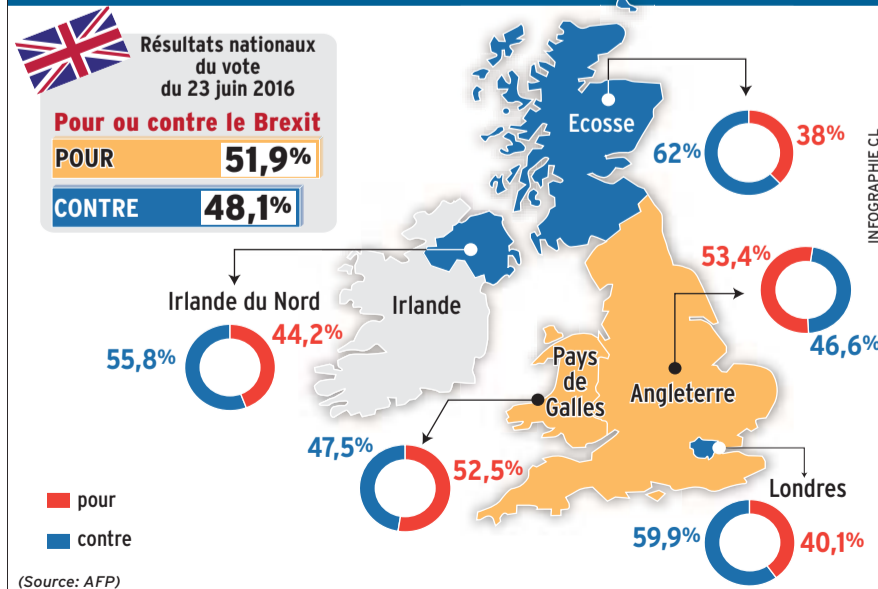 Résultats nationaux
du vote
du 23 juin 2016
Pour ou contre le Brexit
POUR 51,9%
CONTRE 48,1%
Ecosse
62% 38%
INFOGRAPHIE CL
Irlande du Nord
55,8% 44,2%
Irlande
53,4%
46,6%
Pays
de
Galles
Angleterre
47,5% 52,5%
Londres
59,9% 40,1%
pour
contre
(Source: AFP)